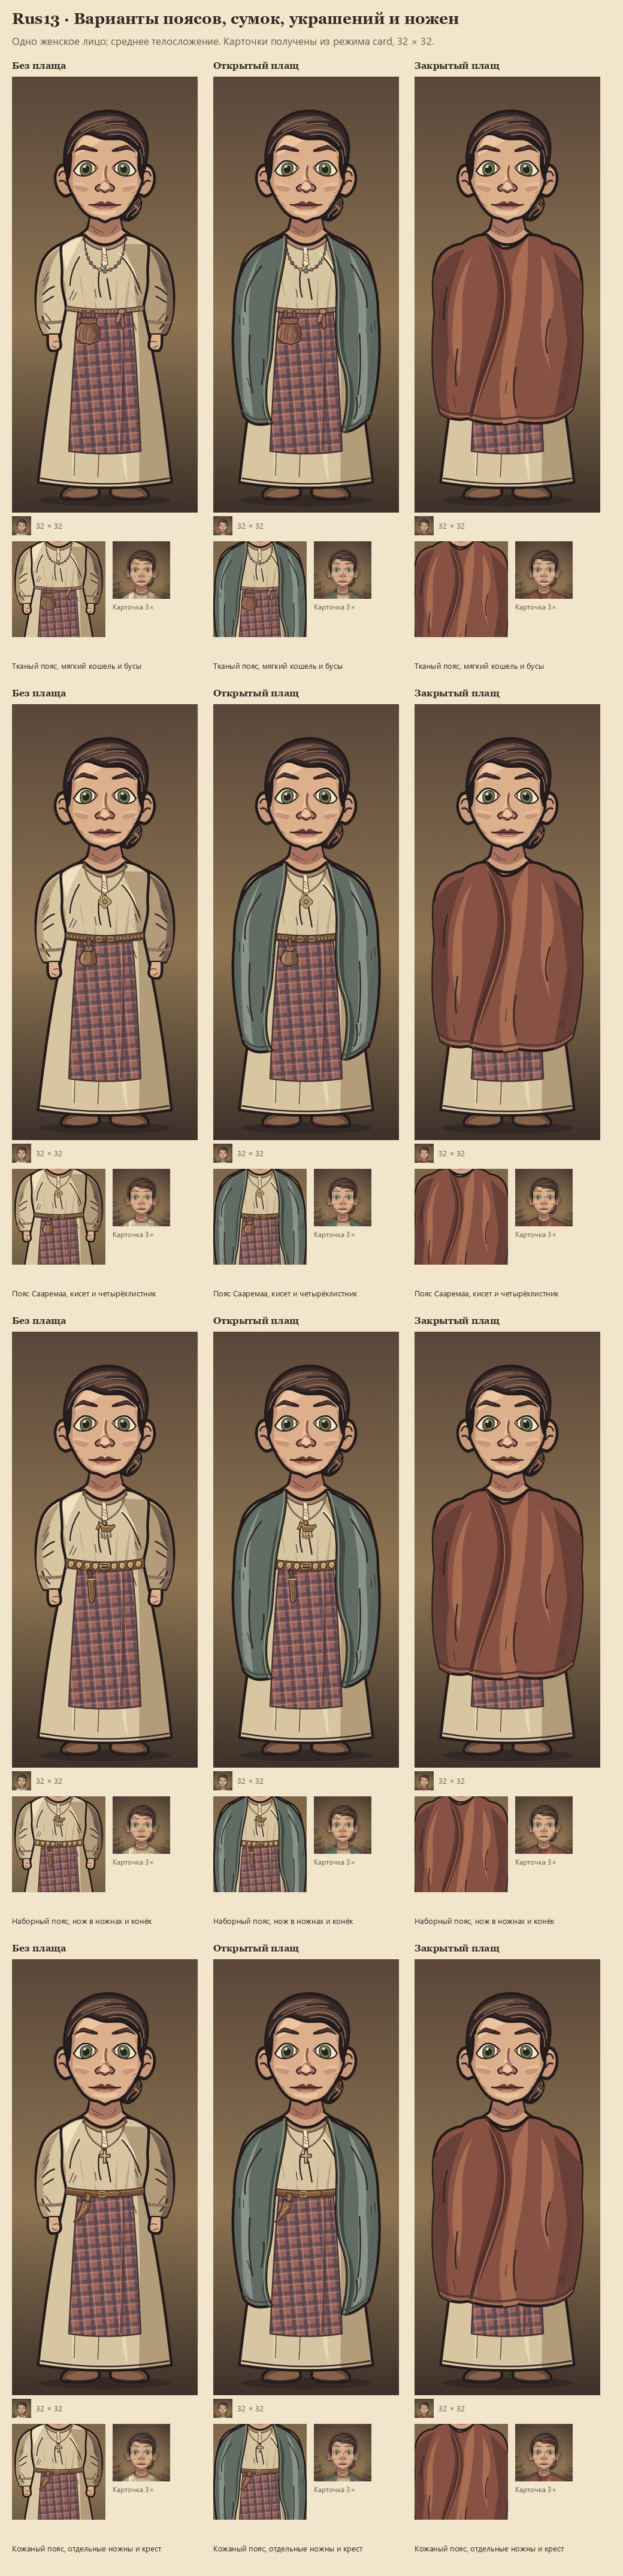 Rus13 · Варианты поясов, сумок, украшений и ножен
Одно женское лицо; среднее телосложение. Карточки получены из режима card, 32 × 32.
Без плаща Открытый плащ Закрытый плащ
32 × 32 32 × 32 32 × 32
Карточка 3× Карточка 3× Карточка 3×
Тканый пояс, мягкий кошель и бусы Тканый пояс, мягкий кошель и бусы Тканый пояс, мягкий кошель и бусы
Без плаща Открытый плащ Закрытый плащ
32 × 32 32 × 32 32 × 32
Карточка 3× Карточка 3× Карточка 3×
Пояс Сааремаа, кисет и четырёхлистник Пояс Сааремаа, кисет и четырёхлистник Пояс Сааремаа, кисет и четырёхлистник
Без плаща Открытый плащ Закрытый плащ
32 × 32 32 × 32 32 × 32
Карточка 3× Карточка 3× Карточка 3×
Наборный пояс, нож в ножнах и конёк Наборный пояс, нож в ножнах и конёк Наборный пояс, нож в ножнах и конёк
Без плаща Открытый плащ Закрытый плащ
32 × 32 32 × 32 32 × 32
Карточка 3× Карточка 3× Карточка 3×
Кожаный пояс, отдельные ножны и крест Кожаный пояс, отдельные ножны и крест Кожаный пояс, отдельные ножны и крест